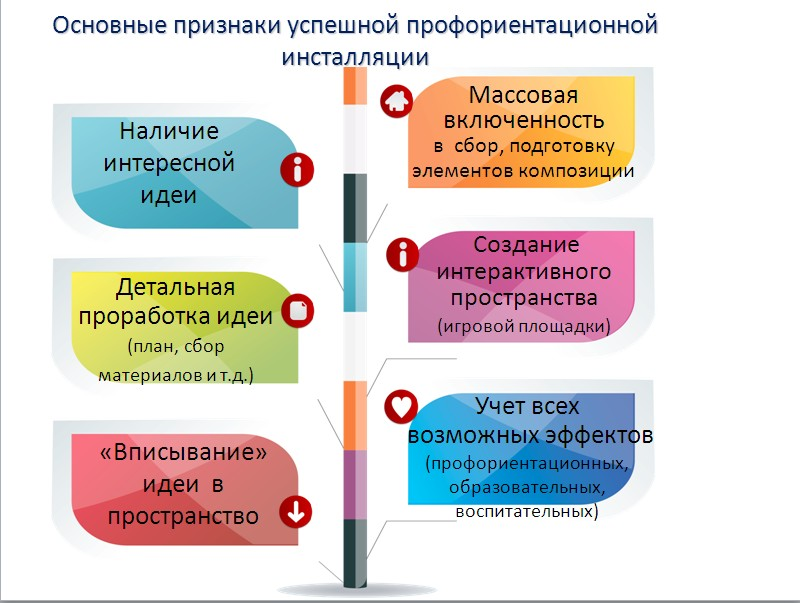 Основные признаки успешной профориентационной
инсталляции
Наличие
интересной
идеи
Детальная
проработка идеи
(план, сбор
материалов и т.д.)
«Вписывание»
идеи в
пространство
Массовая
включенность
в сбор, подготовку
элементов композиции
Создание
интерактивного
пространства
(игровой площадки)
Учет всех
возможных эффектов
(профориентационных,
образовательных,
воспитательных)